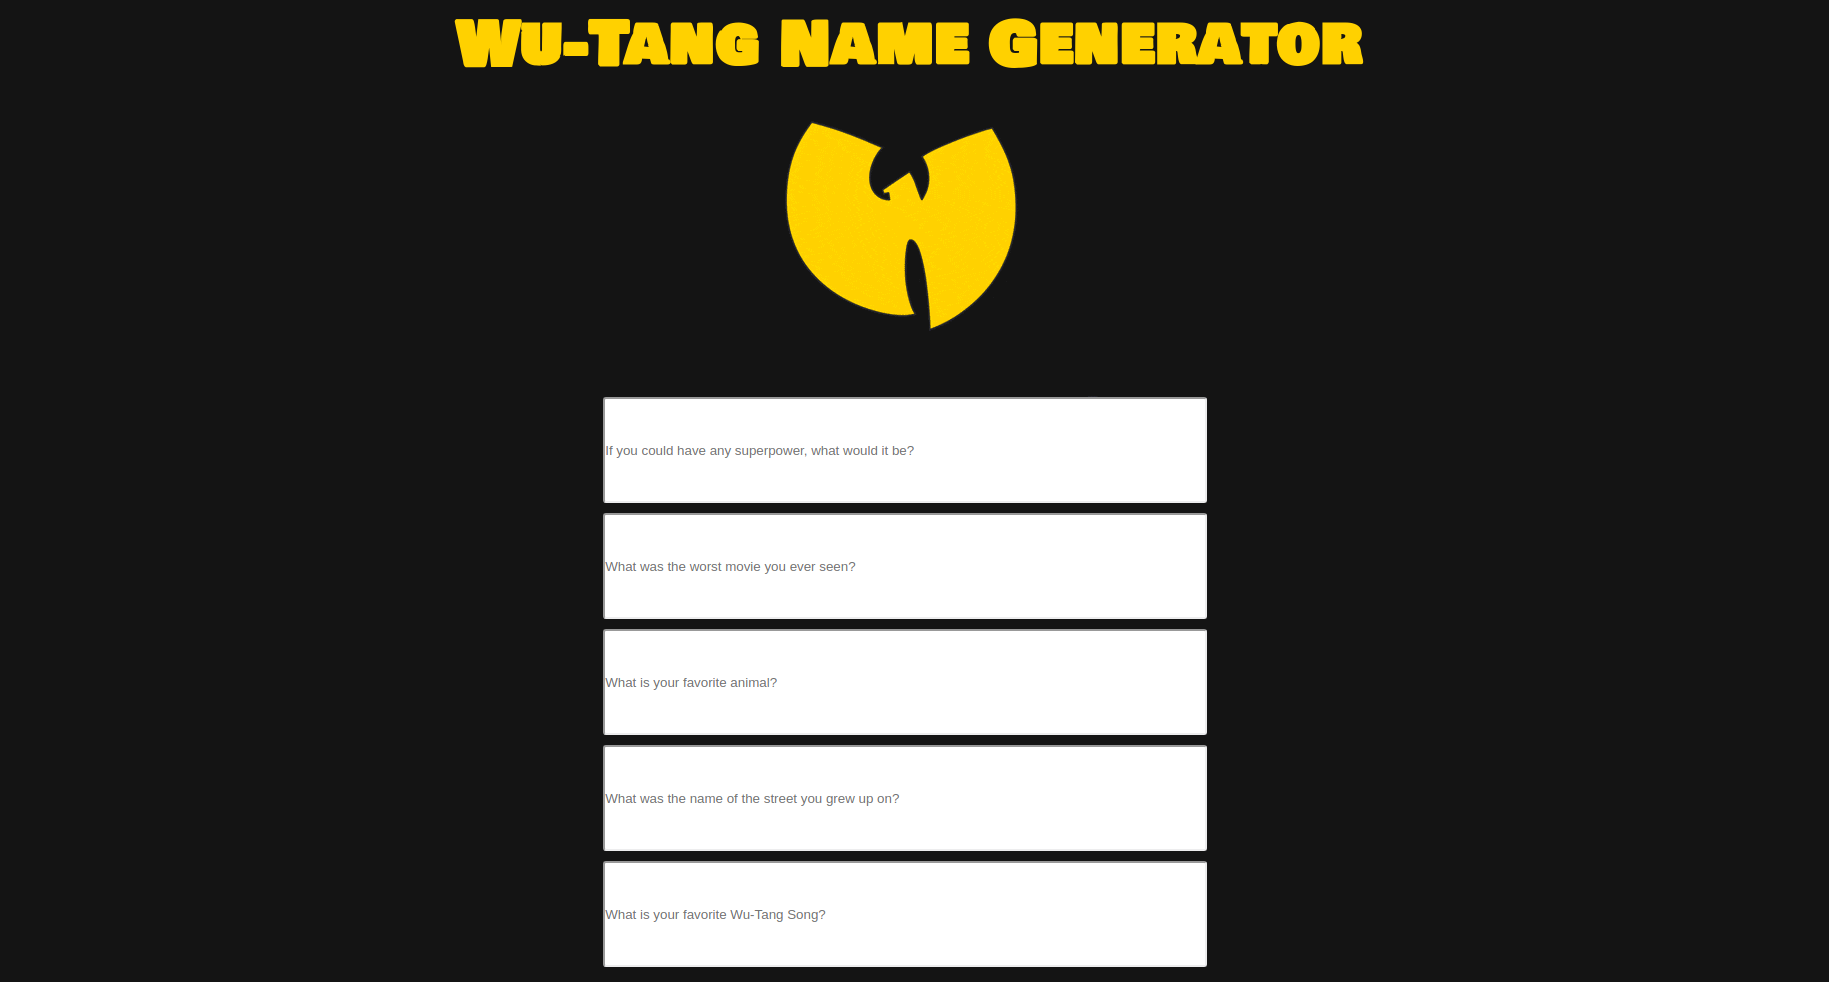 Wu-Tang Name Generator
If you could have any superpower, what would it be?
What was the worst movie you ever seen?
What is your favorite animal?
What was the name of the street you grew up on?
What is your favorite Wu-Tang Song?